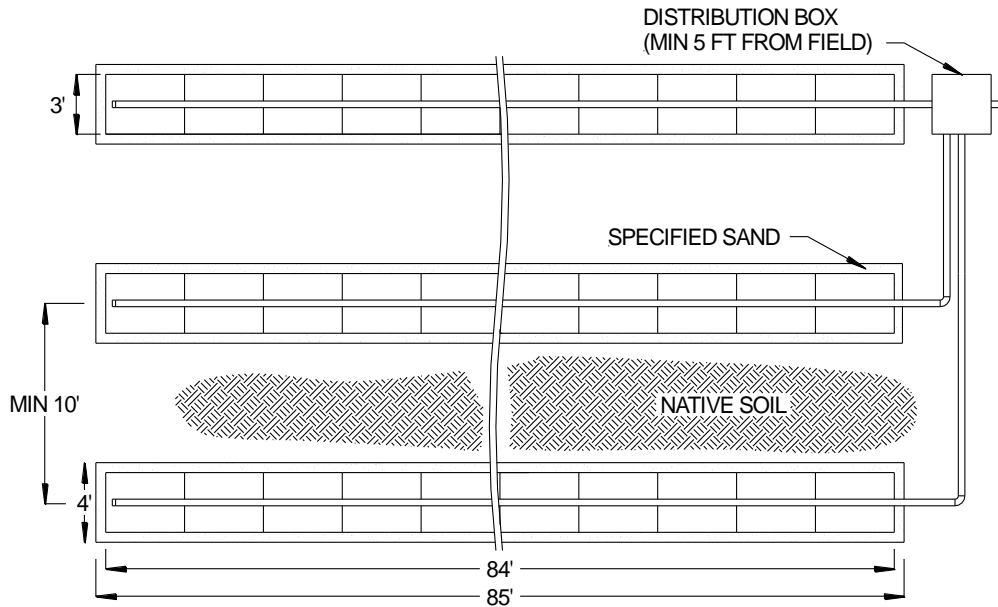 DISTRIBUTION BOX
(MIN 5 FT FROM FIELD)
3'
SPECIFIED SAND
MIN 10'
NATIVE SOIL
4'
84'
85'